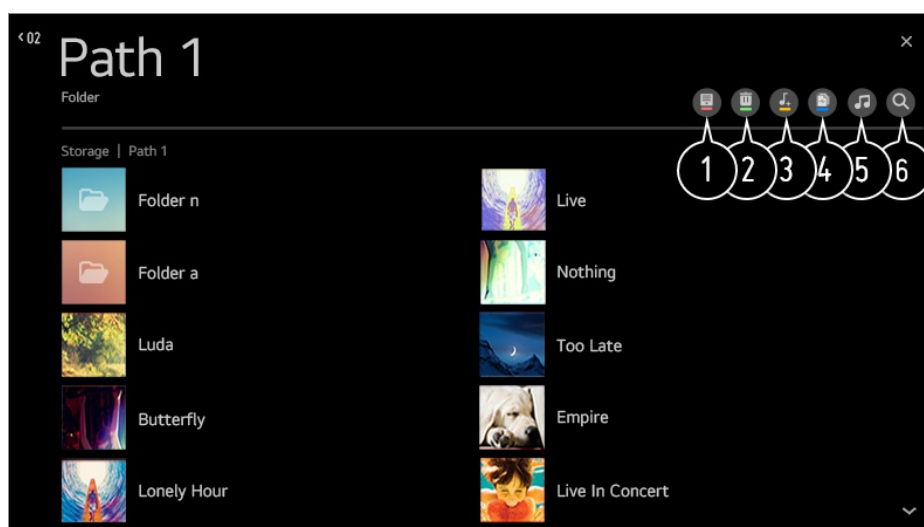 <02
Path 1
Folder
1 2 3 4 5 6
Storage | Path 1
Folder n
Folder a
Luda
Butterfly
Lonely Hour
Live
Nothing
Too Late
Empire
Live In Concert